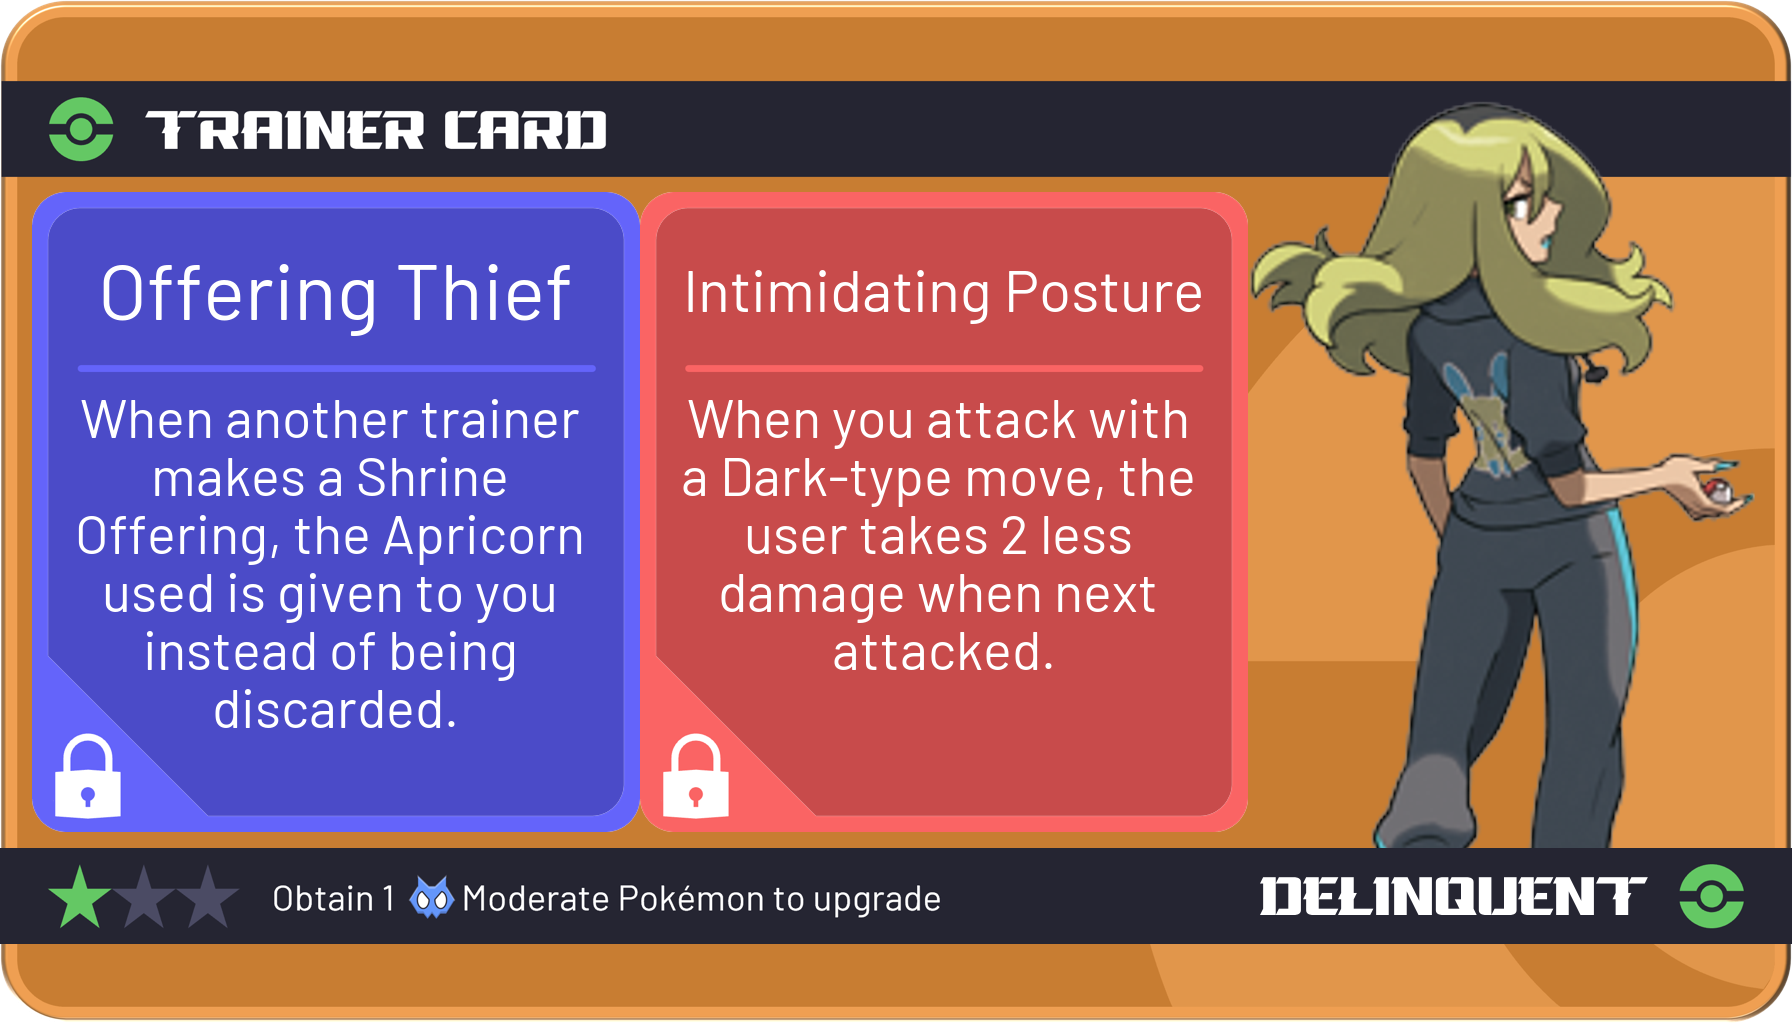 TRAINER CARD
Offering Thief
When another trainer
makes a Shrine
Offering, the Apricorn
used is given to you
instead of being
discarded.
Intimidating Posture
When you attack with
a Dark-type move, the
user takes 2 less
damage when next
attacked.
Obtain 1 Moderate Pokémon to upgrade
DELINQUENT